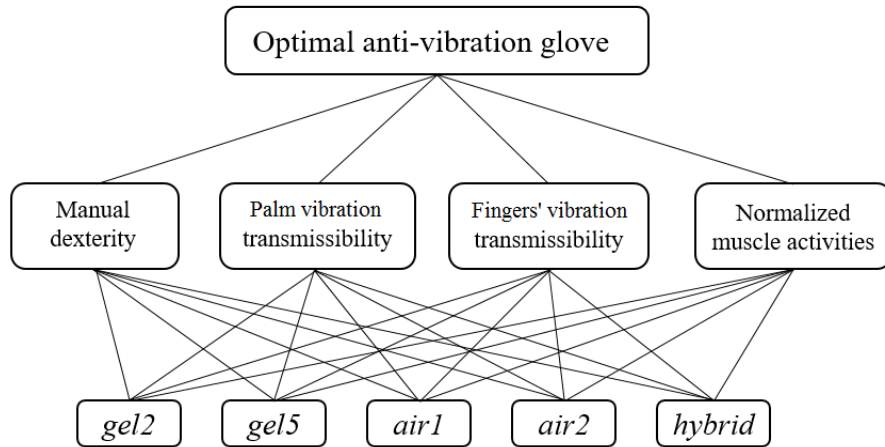 Optimal anti-vibration glove
Manual
dexterity
Palm vibration
transmissibility
Fingers' vibration
transmissibility
Normalized
muscle activities
gel2
gel5
air1
air2
hybrid